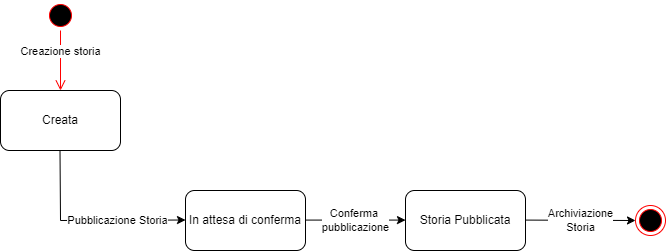 Creazione storia
Creata
Pubblicazione Storia
In attesa di conferma
Conferma
pubblicazione
Storia Pubblicata
Archiviazione
Storia